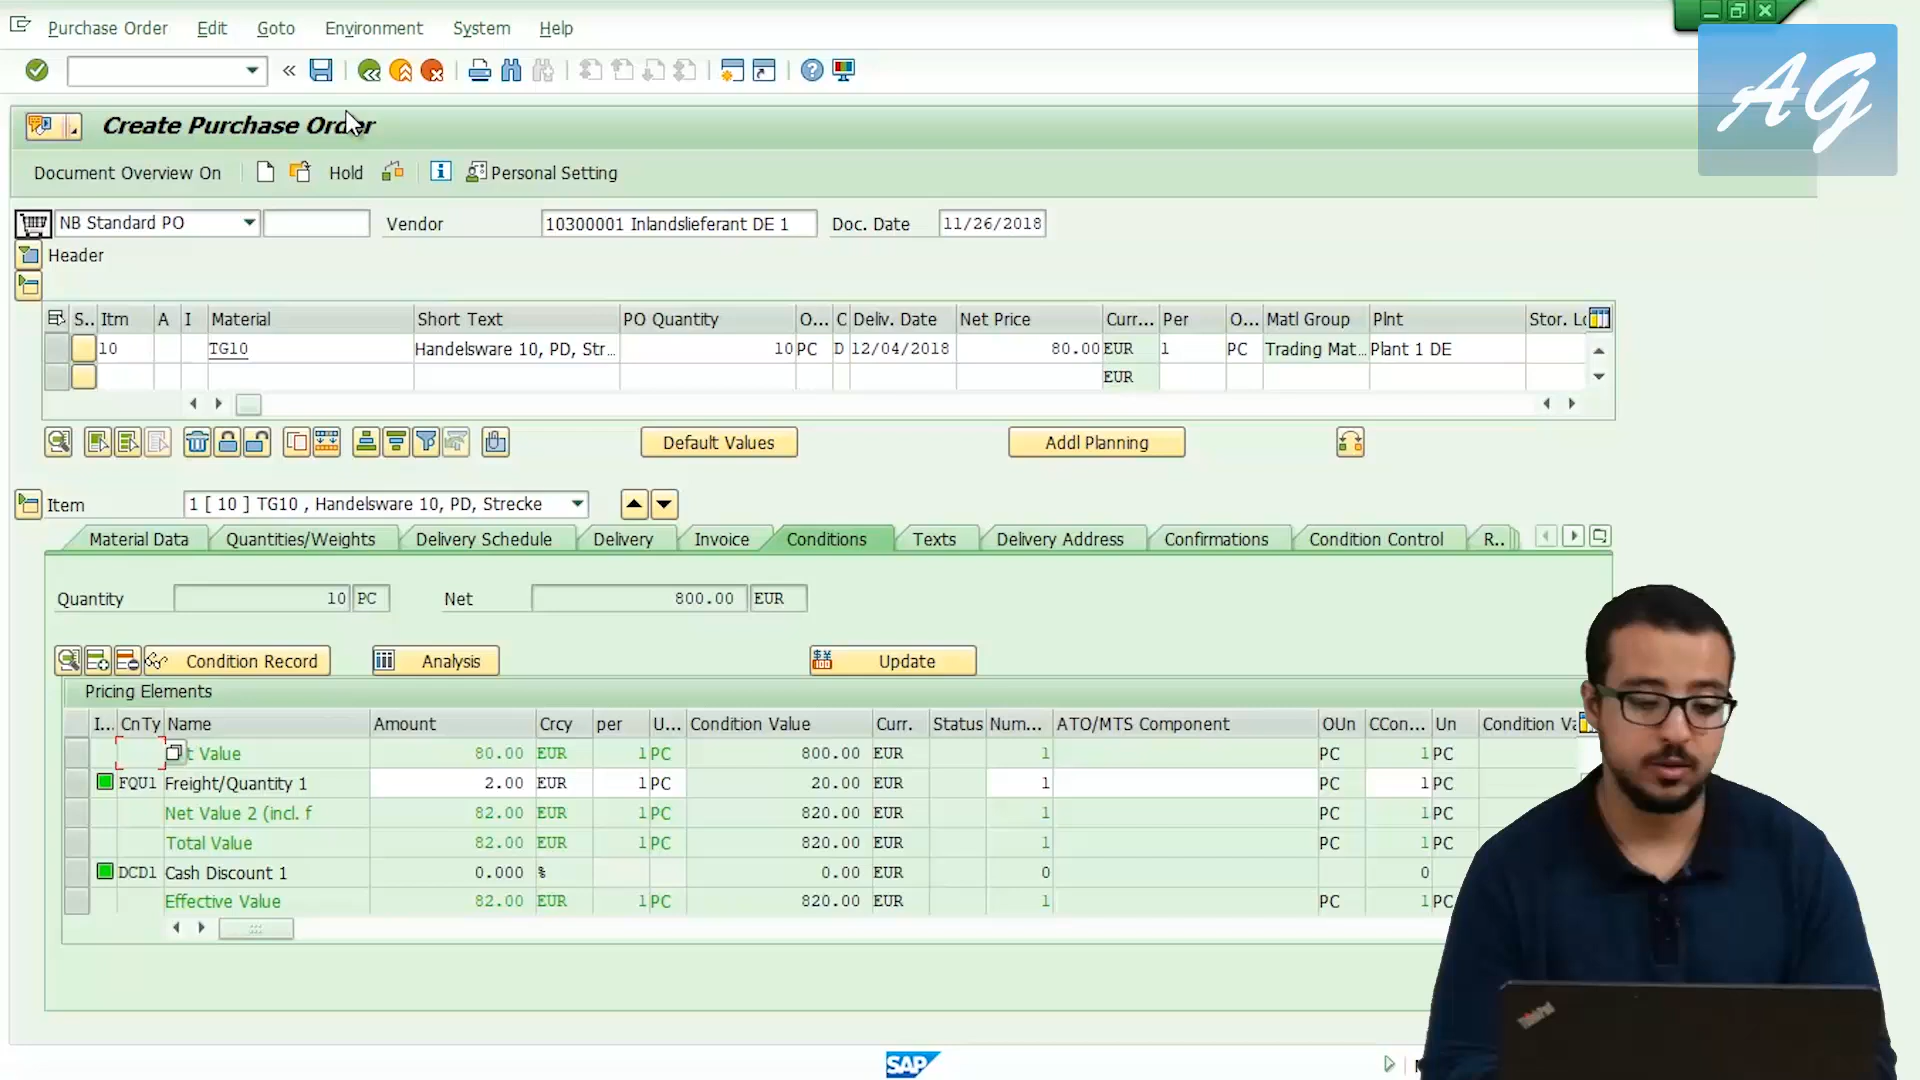 Purchase Order Edit Goto Environment System Help
AG
Create Purchase Order
Document Overview On Hold Personal Setting
NB Standard PO Vendor 10300001 Inlandslieferant DE 1 Doc. Date 11/26/2018
Header
S.. Itm A I Material Short Text PO Quantity O... C Deliv. Date Net Price Curr... Per O... Matl Group Plnt Stor. Lo
10 TG10 Handelsware 10, PD, Str... 10 PC D 12/04/2018 80.00 EUR 1 PC Trading Mat... Plant 1 DE
EUR
Default Values Addl Planning
Item 1 [ 10 ] TG10 , Handelsware 10, PD, Strecke
Material Data Quantities/Weights Delivery Schedule Delivery Invoice Conditions Texts Delivery Address Confirmations Condition Control R..
Quantity 10 PC Net 800.00 EUR
Condition Record Analysis Update
Pricing Elements
I... CnTy Name Amount Crcy per U... Condition Value Curr. Status Num... ATO/MTS Component OUn CCon... Un Condition Va
t Value 80.00 EUR 1 PC 800.00 EUR 1 PC 1 PC
FQU1 Freight/Quantity 1 2.00 EUR 1 PC 20.00 EUR 1 PC 1 PC
Net Value 2 (incl. f 82.00 EUR 1 PC 820.00 EUR 1 PC 1 PC
Total Value 82.00 EUR 1 PC 820.00 EUR 1 PC 1 PC
DCD1 Cash Discount 1 0.000 % 0.00 EUR 0 0
Effective Value 82.00 EUR 1 PC 820.00 EUR 1 PC 1 PC
SAP